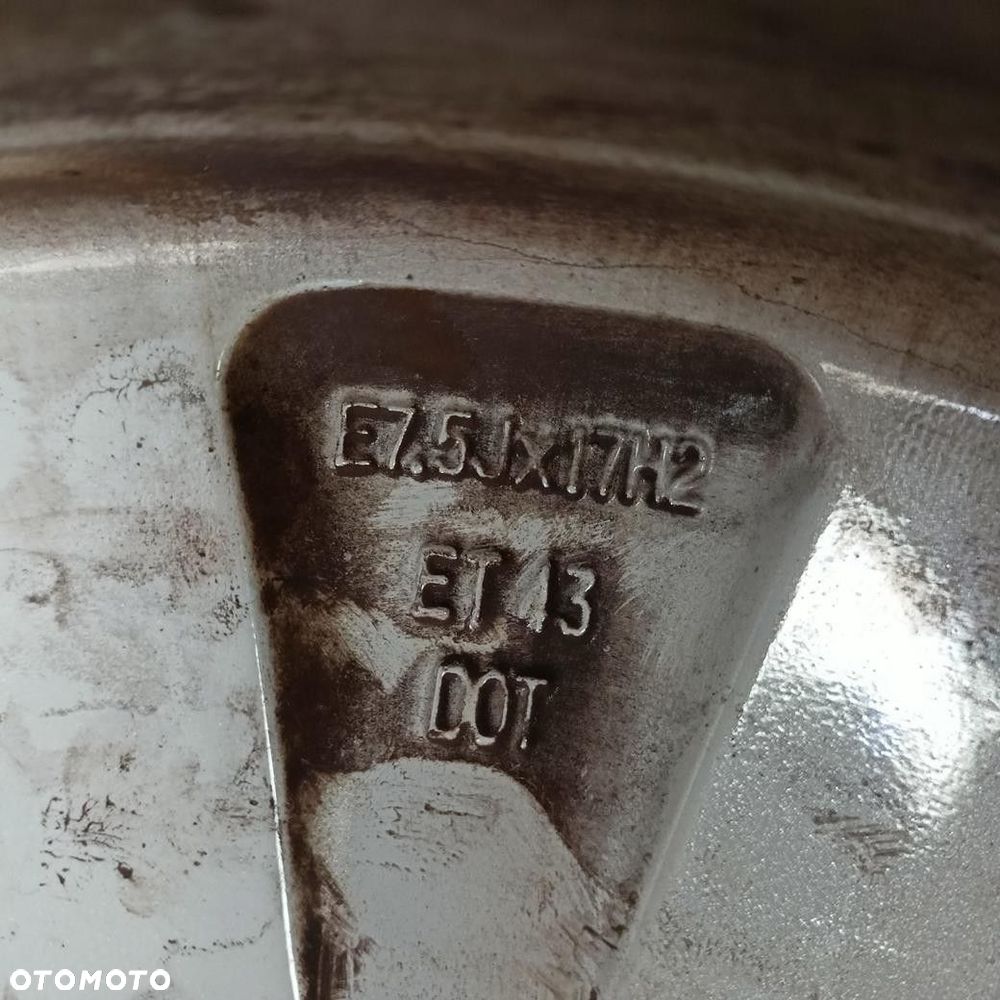 E7.5Jx17H2
ET 43
DOT
OTOMOTO